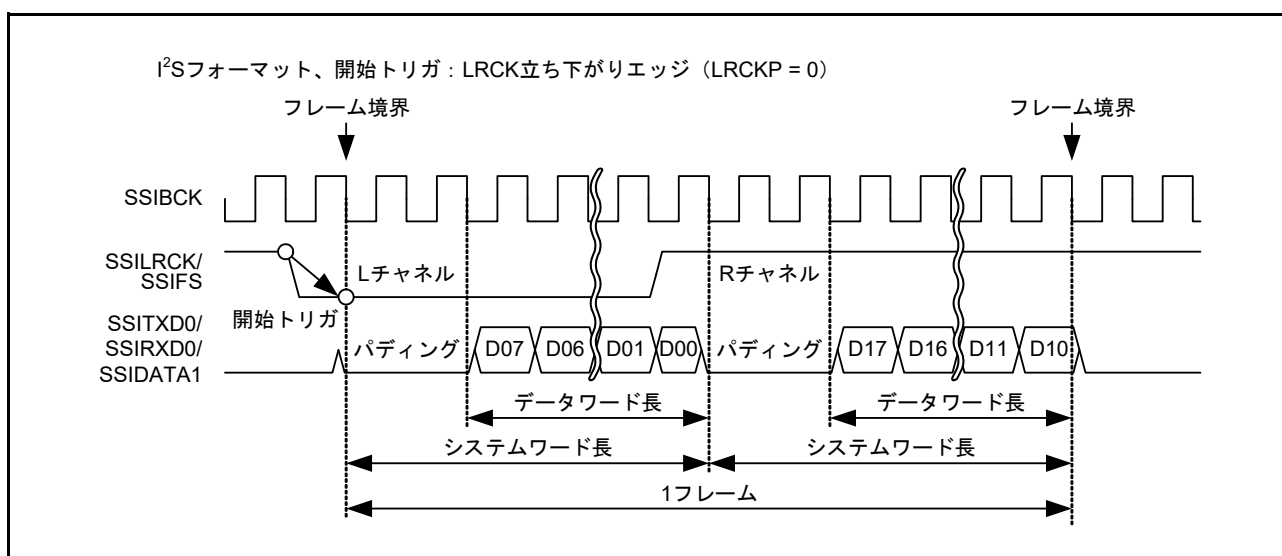 I²Sフォーマット、開始トリガ：LRCK立ち下がりエッジ（LRCKP = 0）
フレーム境界 フレーム境界
SSIBCK
SSILRCK/
SSIFS
Lチャネル Rチャネル
開始トリガ
SSITXD0/
SSIRXD0/
SSIDATA1
パディング D07 D06 D01 D00 パディング D17 D16 D11 D10
データワード長 データワード長
システムワード長 システムワード長
1フレーム